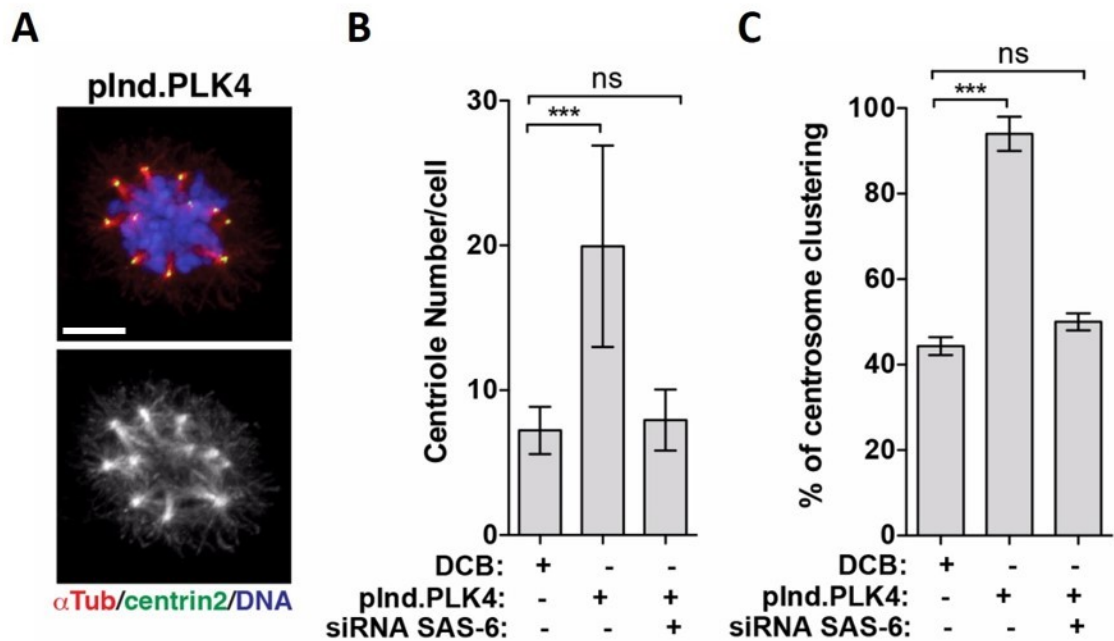 A
pInd.PLK4
αTub/centrin2/DNA
B
ns
***
30
20
10
0
Centriole Number/cell
DCB: + - -
pInd.PLK4: - + +
siRNA SAS-6: - - +
C
ns
***
100
80
60
40
20
0
% of centrosome clustering
DCB: + - -
pInd.PLK4: - + +
siRNA SAS-6: - - +